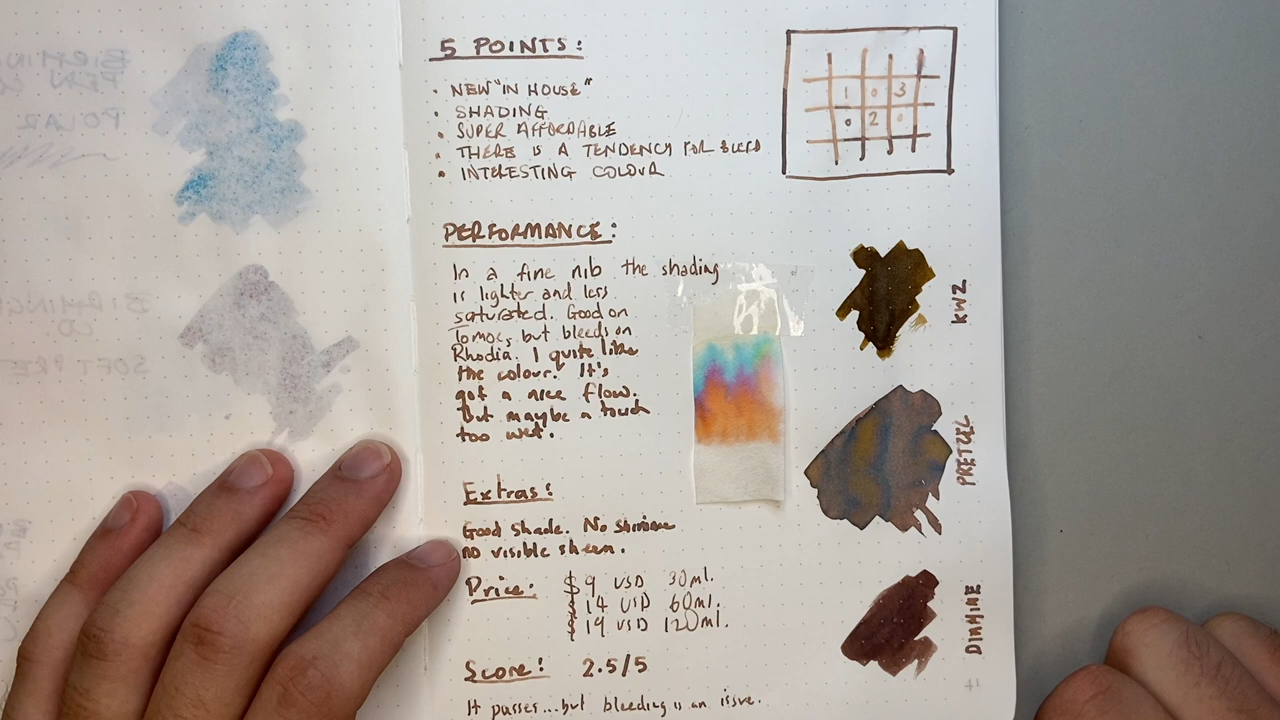 5 POINTS:
• NEW "IN HOUSE"
• SHADING
• SUPER AFFORDABLE
• THERE IS A TENDENCY FOR BLEED
• INTERESTING COLOUR
1 0 3
0 2 0
PERFORMANCE:
In a fine nib the shading
is lighter and less
saturated. Good on
Tomoe, but bleeds on
Rhodia. I quite like
the colour. It's
got a nice flow.
But maybe a touch
too wet.
Extras:
Good shade. No shimmer
no visible sheen.
Price: $9 USD 30ml.
14 USD 60ml.
19 USD 120ml.
Score: 2.5/5
It passes...but bleeding is an issue.
KWZ
PRETZEL
DIAMINE
POLAR